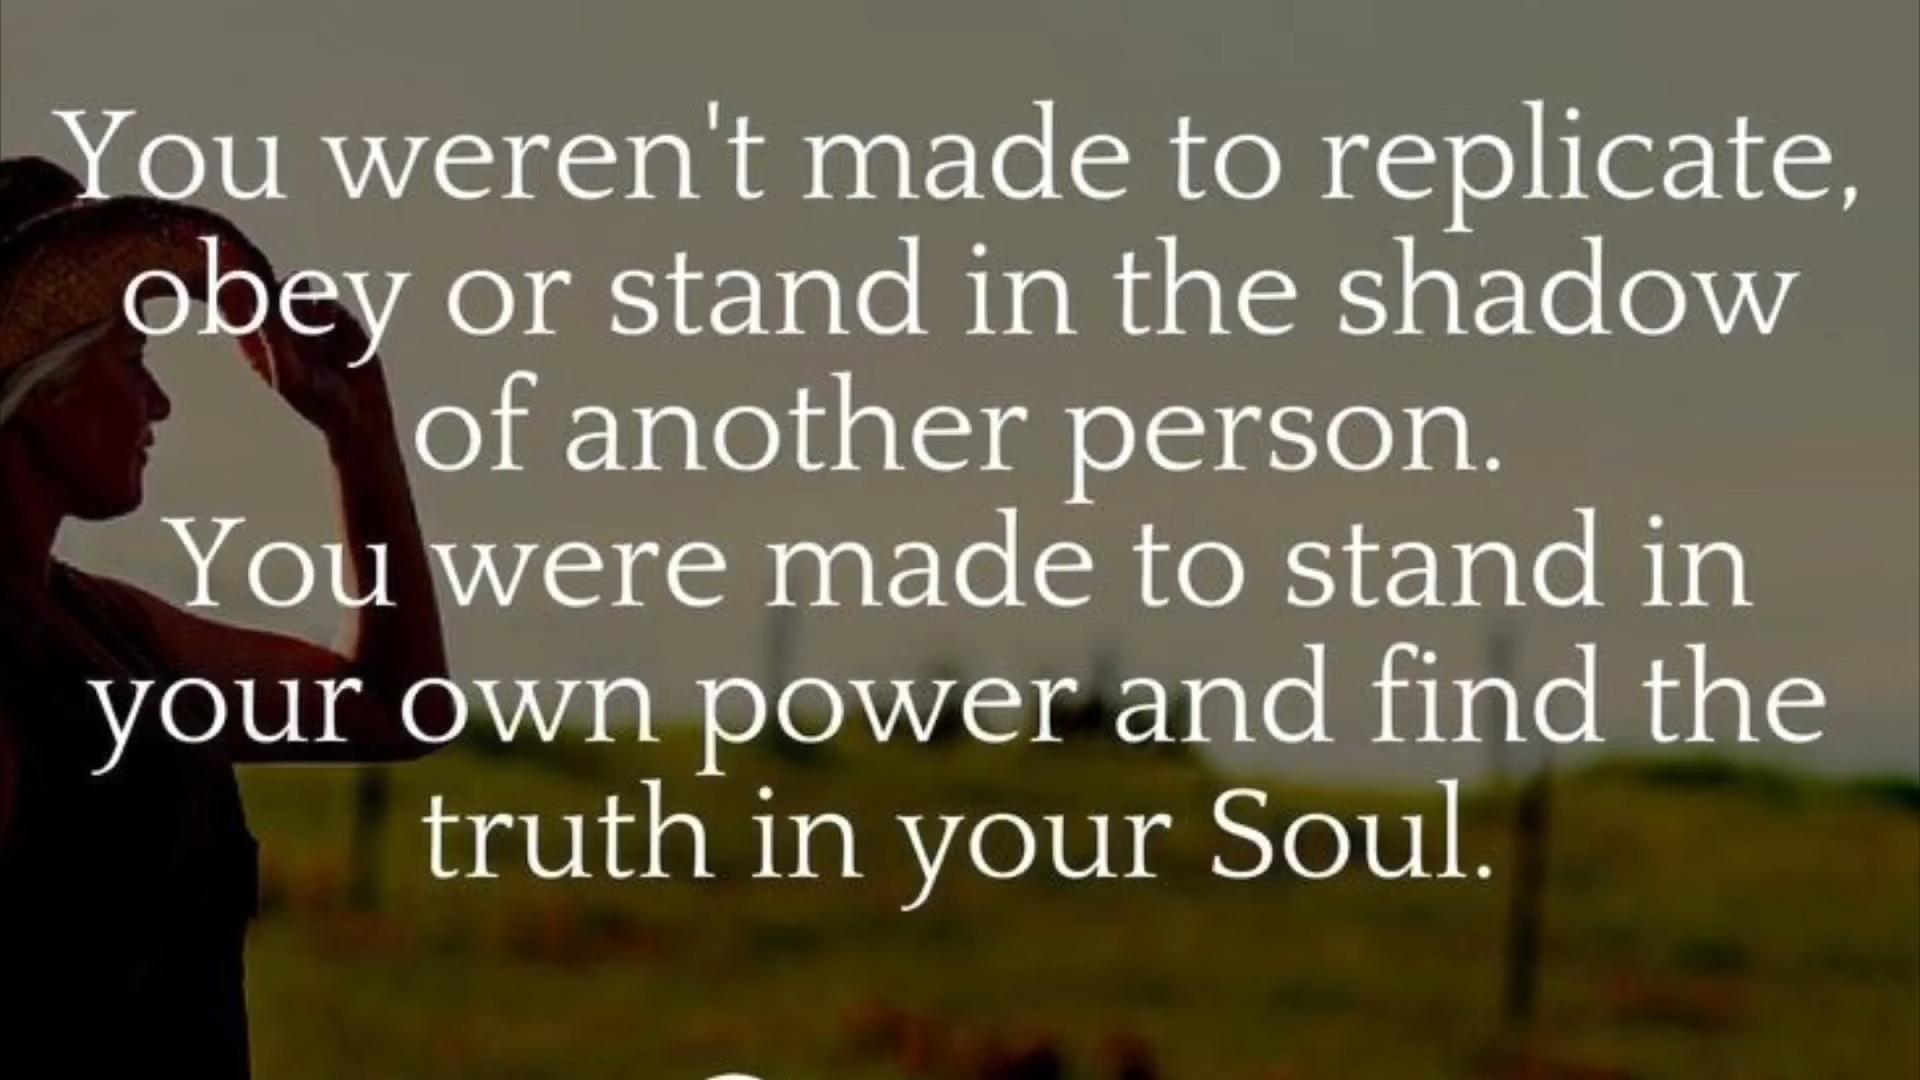 You weren't made to replicate,
obey or stand in the shadow
of another person.
You were made to stand in
your own power and find the
truth in your Soul.